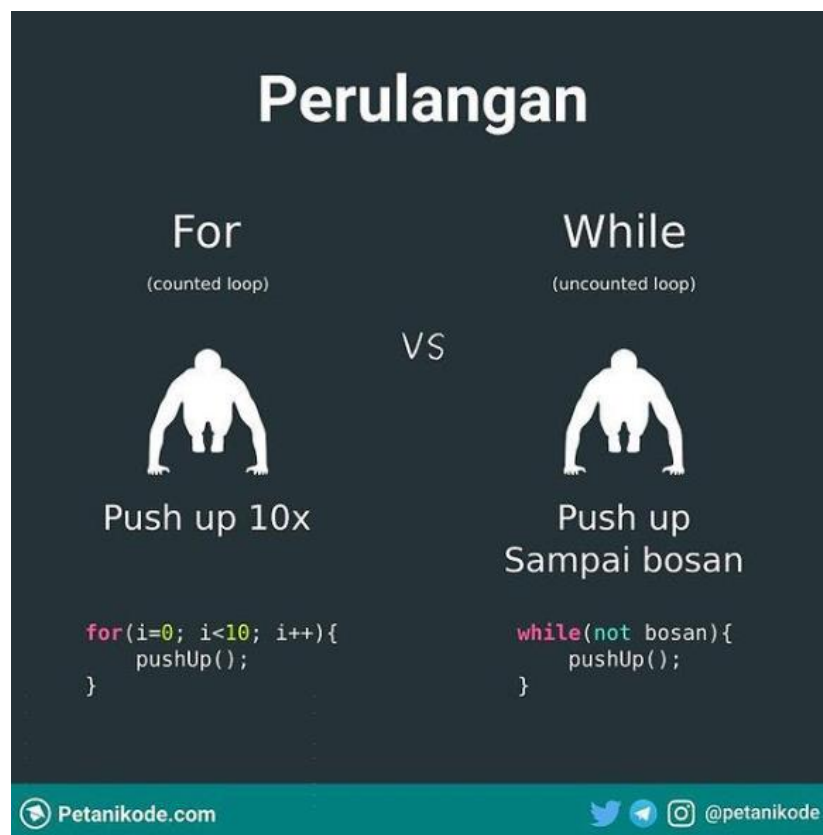 Perulangan
For
(counted loop)
VS
While
(uncounted loop)
Push up 10x
Push up
Sampai bosan
for(i=0; i<10; i++){
    pushUp();
}
while(not bosan){
    pushUp();
}
Petanikode.com
@petanikode